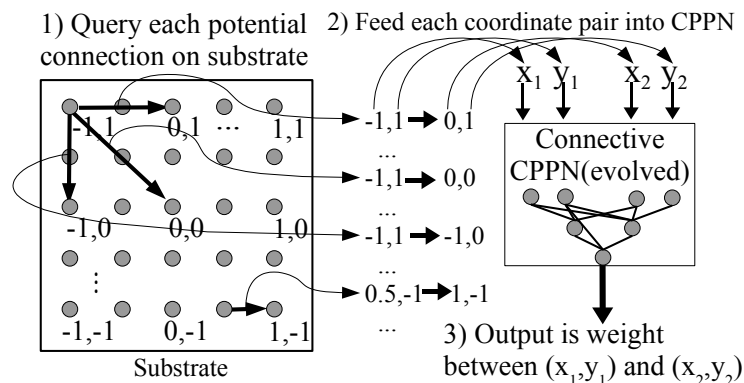 1) Query each potential
connection on substrate
2) Feed each coordinate pair into CPPN
-1,1 0,1 ... 1,1
-1,0 0,0 1,0
⋮
-1,-1 0,-1 1,-1
Substrate
-1,1 0,1
...
-1,1 0,0
...
-1,1 -1,0
...
0.5,-1 1,-1
...
x₁ y₁ x₂ y₂
Connective
CPPN(evolved)
3) Output is weight
between (x₁,y₁) and (x₂,y₂)